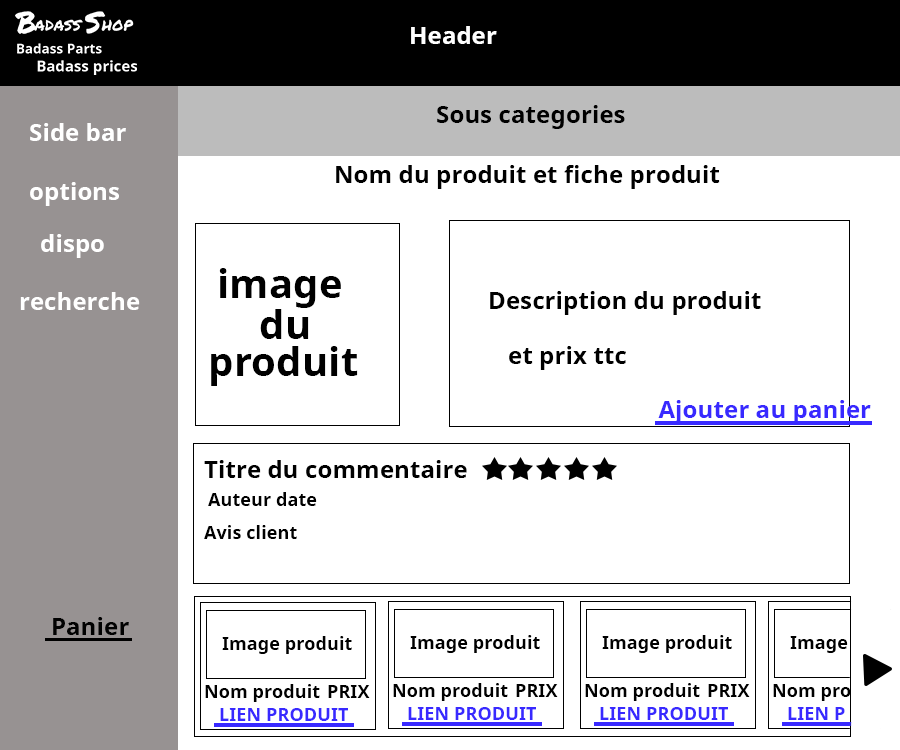 Badass Shop
Badass Parts
Badass prices
Header
Side bar
options
dispo
recherche
Panier
Sous categories
Nom du produit et fiche produit
image
du
produit
Description du produit
et prix ttc
Ajouter au panier
Titre du commentaire
Auteur date
Avis client
Image produit
Nom produit PRIX
LIEN PRODUIT
Image produit
Nom produit PRIX
LIEN PRODUIT
Image produit
Nom produit PRIX
LIEN PRODUIT
Image
Nom pro
LIEN P